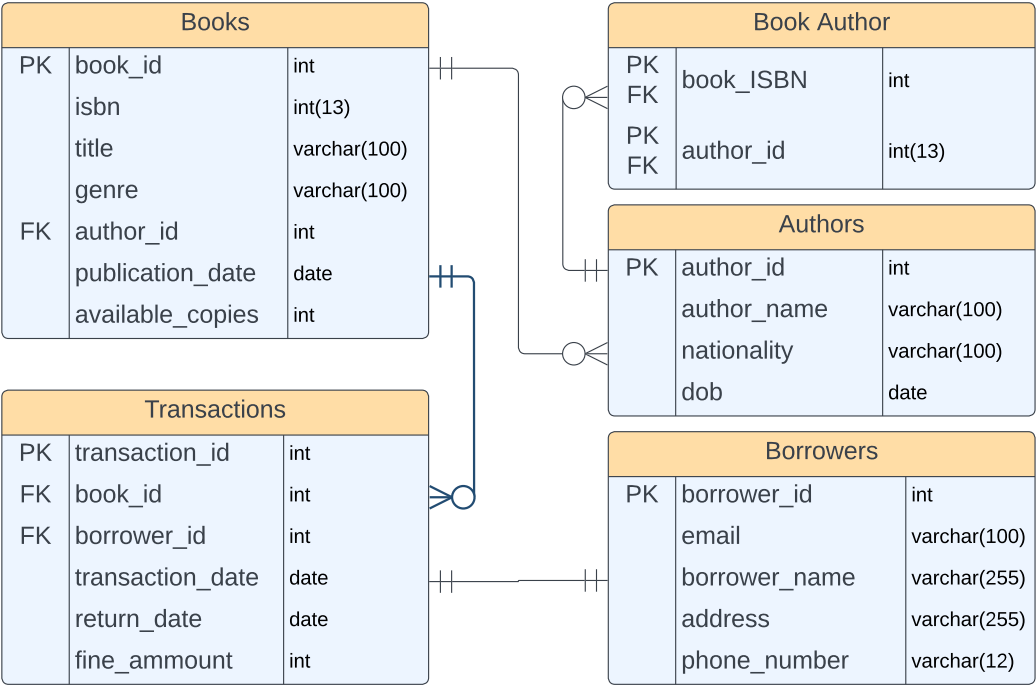 Books
PK book_id int
isbn int(13)
title varchar(100)
genre varchar(100)
FK author_id int
publication_date date
available_copies int
Book Author
PK
FK book_ISBN int
PK
FK author_id int(13)
Authors
PK author_id int
author_name varchar(100)
nationality varchar(100)
dob date
Transactions
PK transaction_id int
FK book_id int
FK borrower_id int
transaction_date date
return_date date
fine_ammount int
Borrowers
PK borrower_id int
email varchar(100)
borrower_name varchar(255)
address varchar(255)
phone_number varchar(12)